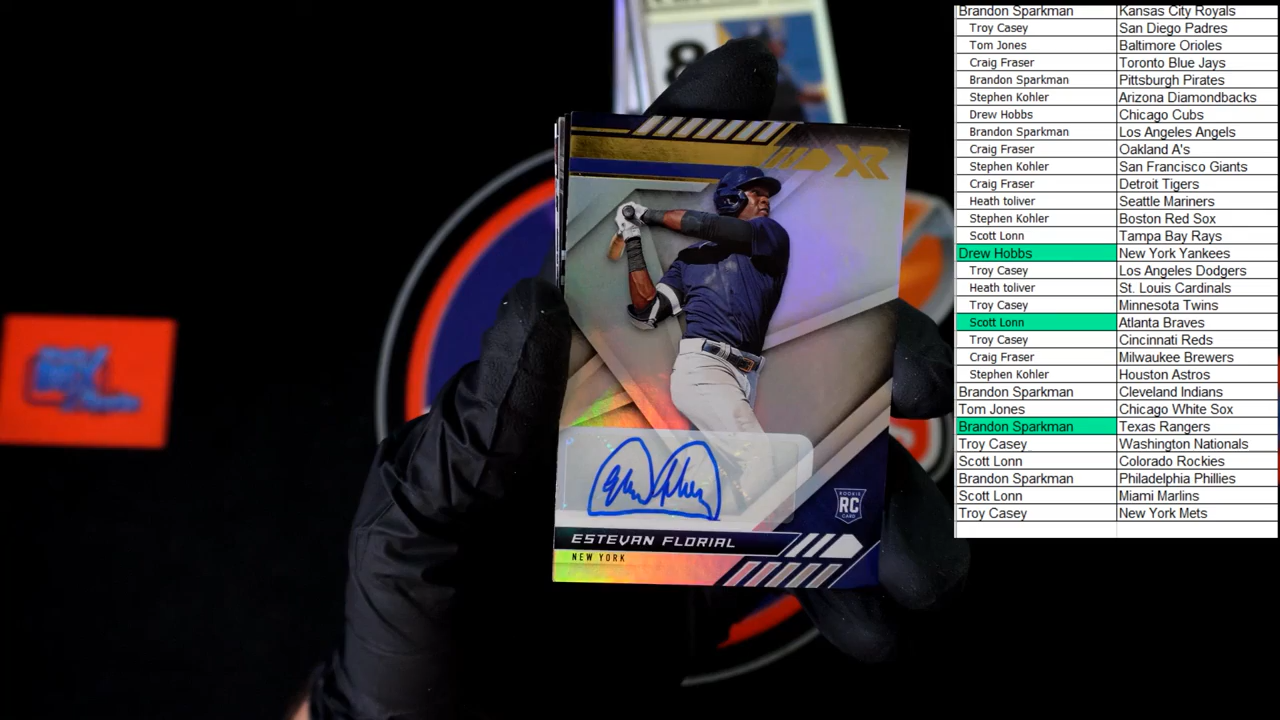 8
XR
RC
ROOKIE
CARD
ESTEVAN FLORIAL
NEW YORK
Brandon Sparkman Kansas City Royals
Troy Casey San Diego Padres
Tom Jones Baltimore Orioles
Craig Fraser Toronto Blue Jays
Brandon Sparkman Pittsburgh Pirates
Stephen Kohler Arizona Diamondbacks
Drew Hobbs Chicago Cubs
Brandon Sparkman Los Angeles Angels
Craig Fraser Oakland A's
Stephen Kohler San Francisco Giants
Craig Fraser Detroit Tigers
Heath toliver Seattle Mariners
Stephen Kohler Boston Red Sox
Scott Lonn Tampa Bay Rays
Drew Hobbs New York Yankees
Troy Casey Los Angeles Dodgers
Heath toliver St. Louis Cardinals
Troy Casey Minnesota Twins
Scott Lonn Atlanta Braves
Troy Casey Cincinnati Reds
Craig Fraser Milwaukee Brewers
Stephen Kohler Houston Astros
Brandon Sparkman Cleveland Indians
Tom Jones Chicago White Sox
Brandon Sparkman Texas Rangers
Troy Casey Washington Nationals
Scott Lonn Colorado Rockies
Brandon Sparkman Philadelphia Phillies
Scott Lonn Miami Marlins
Troy Casey New York Mets